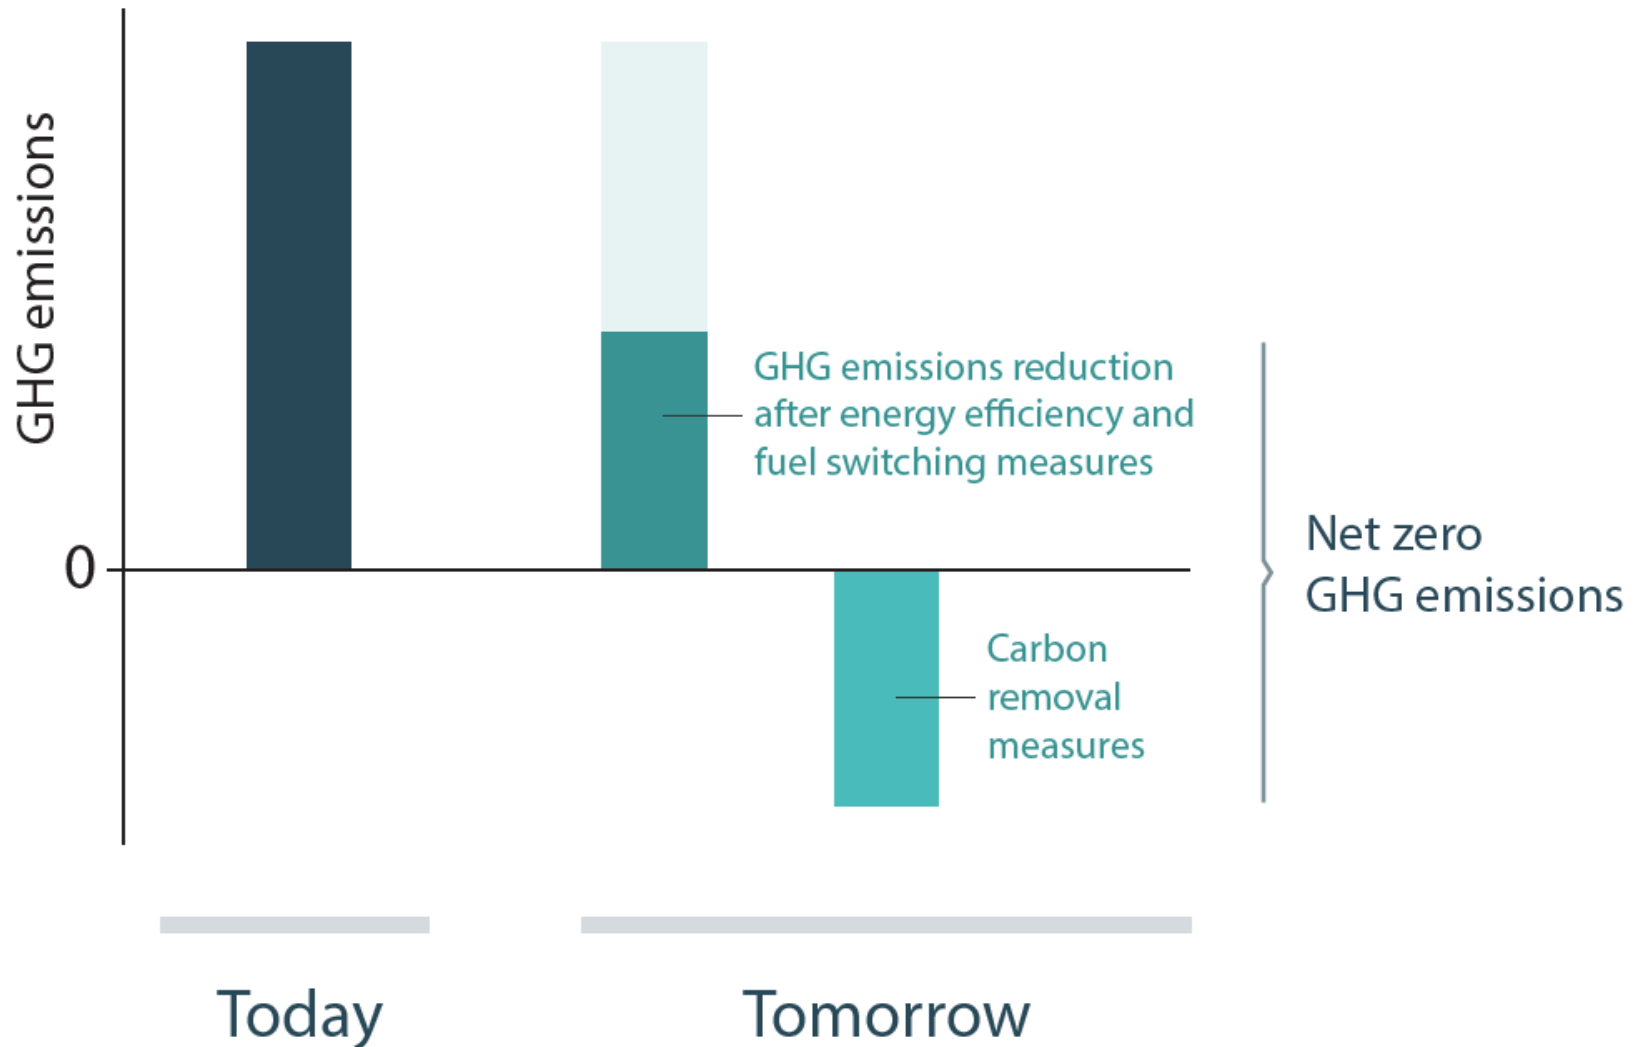 GHG emissions
GHG emissions reduction
after energy efficiency and
fuel switching measures
0
Net zero
GHG emissions
Carbon
removal
measures
Today
Tomorrow